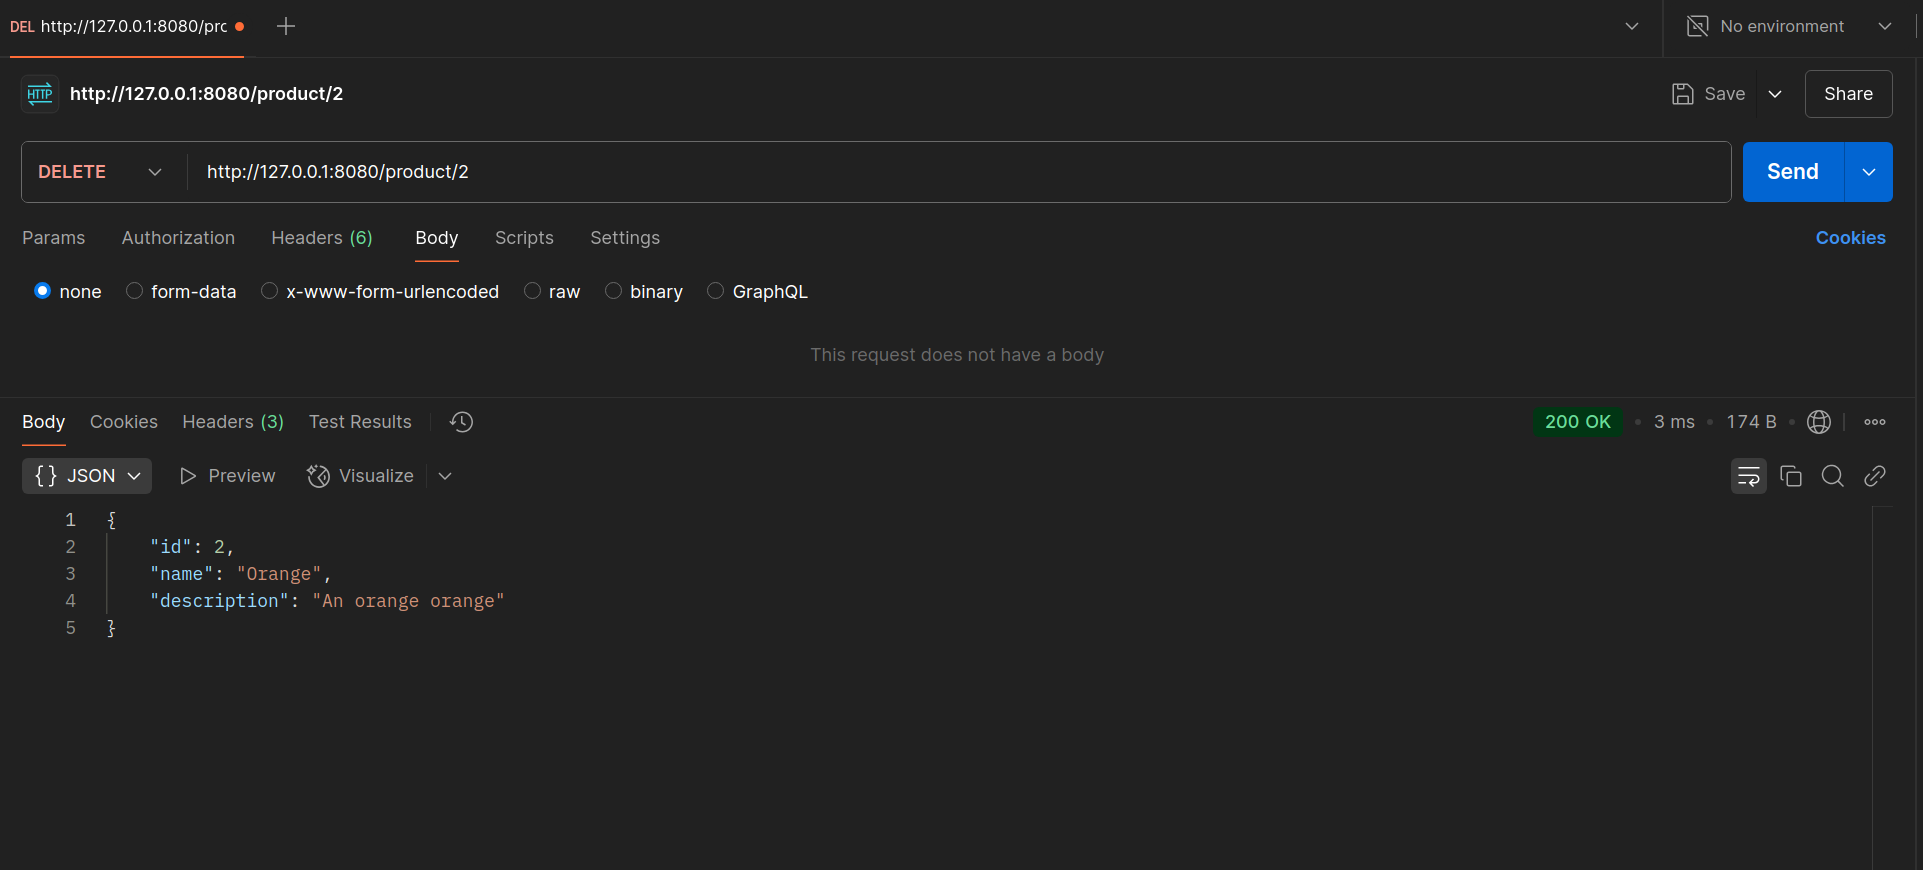 DEL http://127.0.0.1:8080/prc
No environment
HTTP http://127.0.0.1:8080/product/2
Save
Share
DELETE http://127.0.0.1:8080/product/2
Send
Params Authorization Headers (6) Body Scripts Settings
Cookies
none form-data x-www-form-urlencoded raw binary GraphQL
This request does not have a body
Body Cookies Headers (3) Test Results
200 OK • 3 ms • 174 B
{} JSON Preview Visualize
1 {
2 "id": 2,
3 "name": "Orange",
4 "description": "An orange orange"
5 }